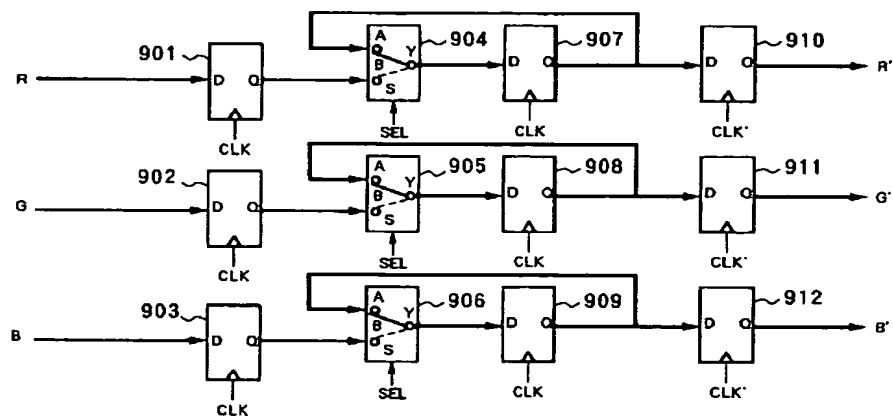 901 A B Y S 904 907 910
R D Q D Q D Q R'
CLK SEL CLK CLK'
902 A B Y S 905 908 911
G D Q D Q D Q G'
CLK SEL CLK CLK'
903 A B Y S 906 909 912
B D Q D Q D Q B'
CLK SEL CLK CLK'